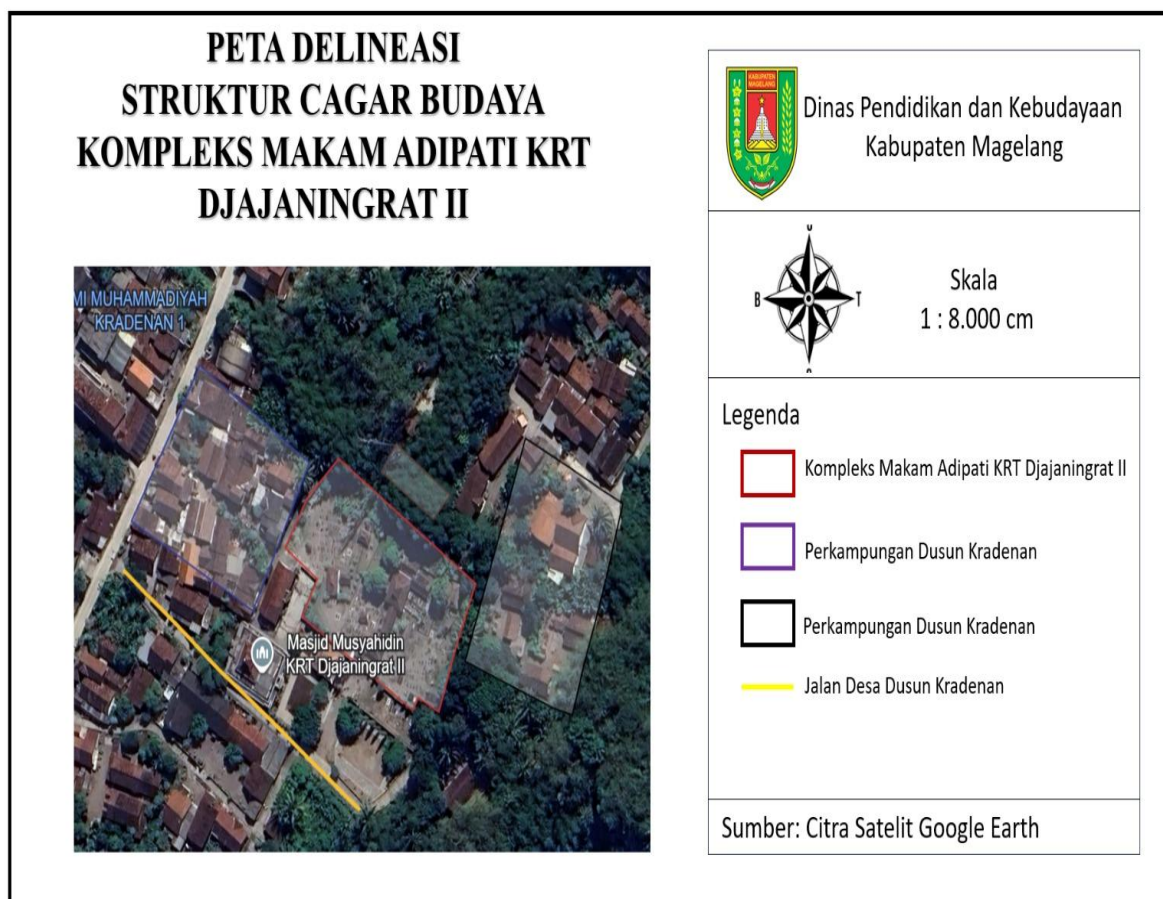 PETA DELINEASI
STRUKTUR CAGAR BUDAYA
KOMPLEKS MAKAM ADIPATI KRT
DJAJANINGRAT II
MI MUHAMMADIYAH
KRADENAN 1
Masjid Musyahidin
KRT Djajaningrat II
KABUPATEN
MAGELANG
Dinas Pendidikan dan Kebudayaan
Kabupaten Magelang
U
B
T
Skala
1 : 8.000 cm
Legenda
Kompleks Makam Adipati KRT Djajaningrat II
Perkampungan Dusun Kradenan
Perkampungan Dusun Kradenan
Jalan Desa Dusun Kradenan
Sumber: Citra Satelit Google Earth